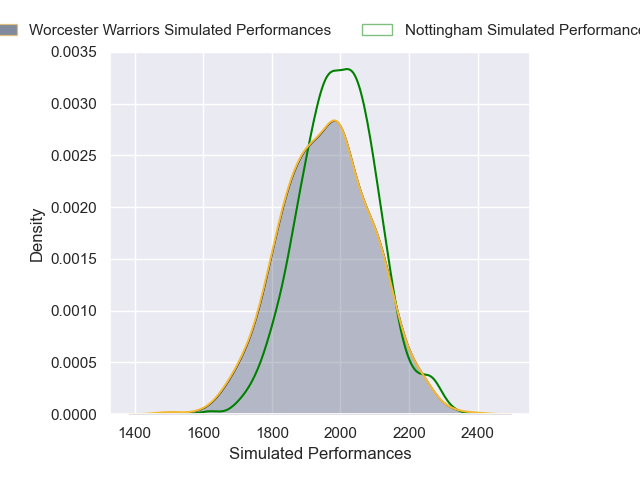 Worcester Warriors Simulated Performances
Nottingham Simulated Performance
0.0035
0.0030
0.0025
0.0020
0.0015
0.0010
0.0005
0.0000
Density
1400 1600 1800 2000 2200 2400
Simulated Performances